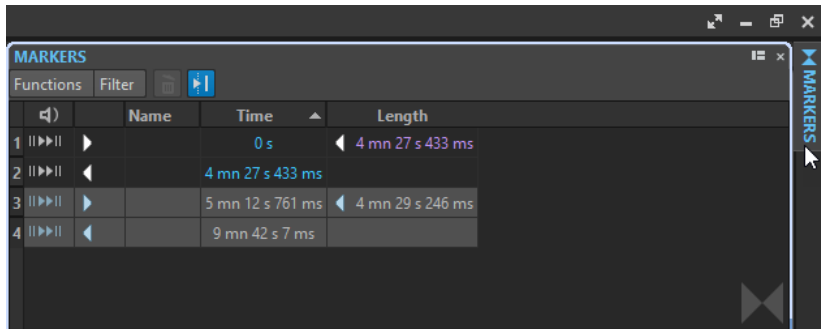 MARKERS
Functions Filter
Name Time Length
1 0 s 4 mn 27 s 433 ms
2 4 mn 27 s 433 ms
3 5 mn 12 s 761 ms 4 mn 29 s 246 ms
4 9 mn 42 s 7 ms
MARKERS